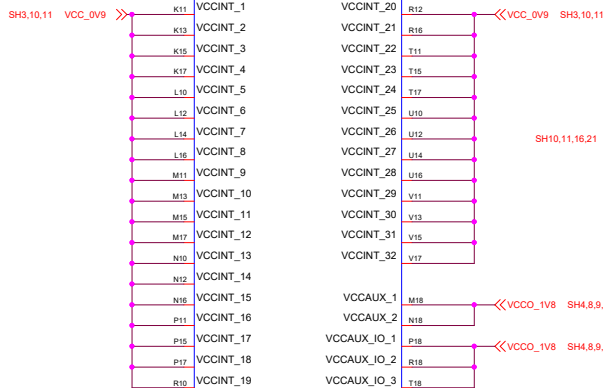 SH3,10,11 VCC_0V9 K11 VCCINT_1 VCCINT_20 R12 VCC_0V9 SH3,10,11
K13 VCCINT_2 VCCINT_21 R16
K15 VCCINT_3 VCCINT_22 T11
K17 VCCINT_4 VCCINT_23 T15
L10 VCCINT_5 VCCINT_24 T17
L12 VCCINT_6 VCCINT_25 U10
L14 VCCINT_7 VCCINT_26 U12 SH10,11,16,21
L16 VCCINT_8 VCCINT_27 U14
M11 VCCINT_9 VCCINT_28 U16
M13 VCCINT_10 VCCINT_29 V11
M15 VCCINT_11 VCCINT_30 V13
M17 VCCINT_12 VCCINT_31 V15
N10 VCCINT_13 VCCINT_32 V17
N12 VCCINT_14
N16 VCCINT_15 VCCAUX_1 M18 VCCO_1V8 SH4,8,9,
P11 VCCINT_16 VCCAUX_2 N18
P15 VCCINT_17 VCCAUX_IO_1 P18 VCCO_1V8 SH4,8,9,
P17 VCCINT_18 VCCAUX_IO_2 R18
R10 VCCINT_19 VCCAUX_IO_3 T18